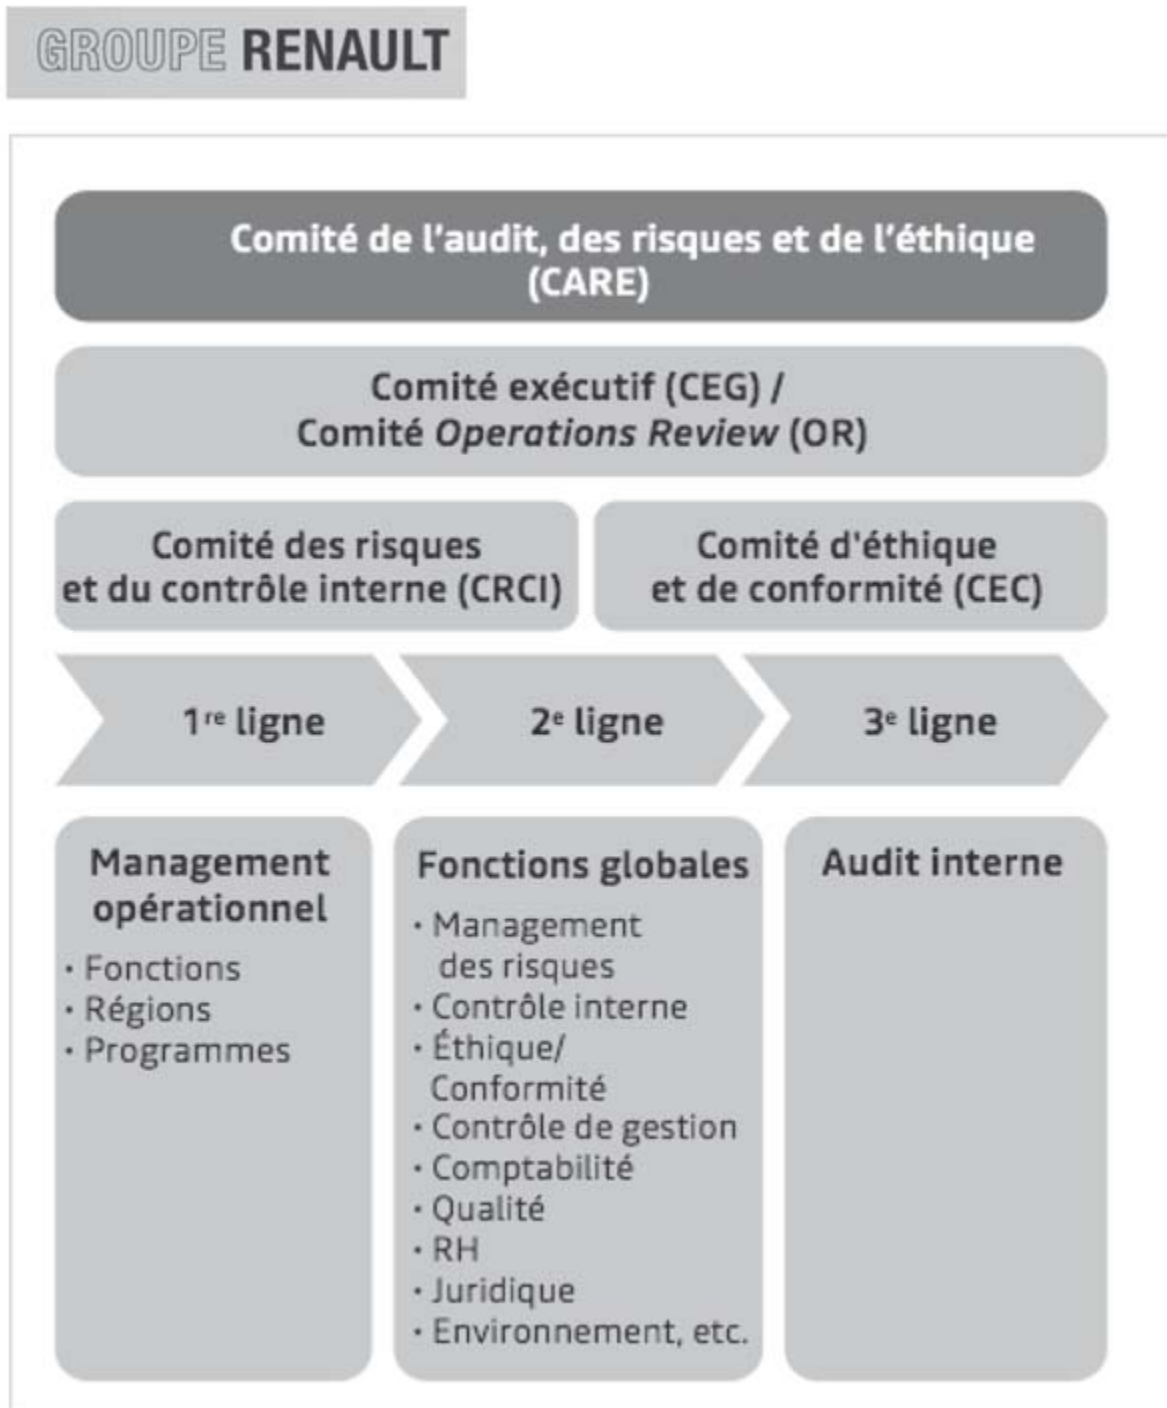 GROUPE RENAULT
Comité de l'audit, des risques et de l'éthique
(CARE)
Comité exécutif (CEG) /
Comité Operations Review (OR)
Comité des risques
et du contrôle interne (CRCI)
Comité d'éthique
et de conformité (CEC)
1re ligne
2e ligne
3e ligne
Management
opérationnel
· Fonctions
· Régions
· Programmes
Fonctions globales
· Management
des risques
· Contrôle interne
· Éthique/
Conformité
· Contrôle de gestion
· Comptabilité
· Qualité
· RH
· Juridique
· Environnement, etc.
Audit interne